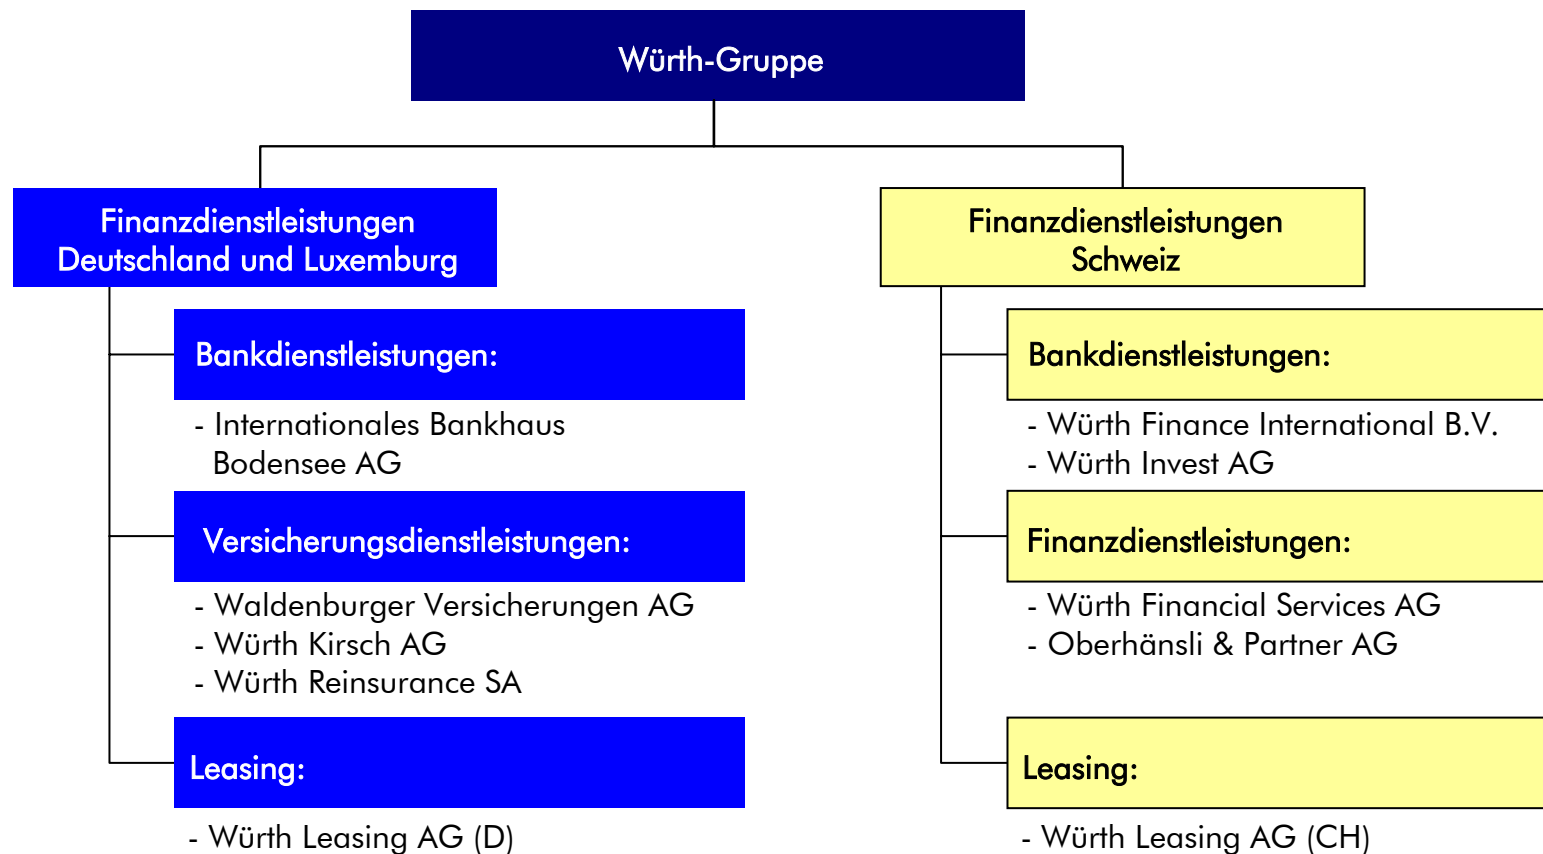 Würth-Gruppe
Finanzdienstleistungen
Deutschland und Luxemburg
Bankdienstleistungen:
- Internationales Bankhaus
Bodensee AG
Versicherungsdienstleistungen:
- Waldenburger Versicherungen AG
- Würth Kirsch AG
- Würth Reinsurance SA
Leasing:
- Würth Leasing AG (D)
Finanzdienstleistungen
Schweiz
Bankdienstleistungen:
- Würth Finance International B.V.
- Würth Invest AG
Finanzdienstleistungen:
- Würth Financial Services AG
- Oberhänsli & Partner AG
Leasing:
- Würth Leasing AG (CH)